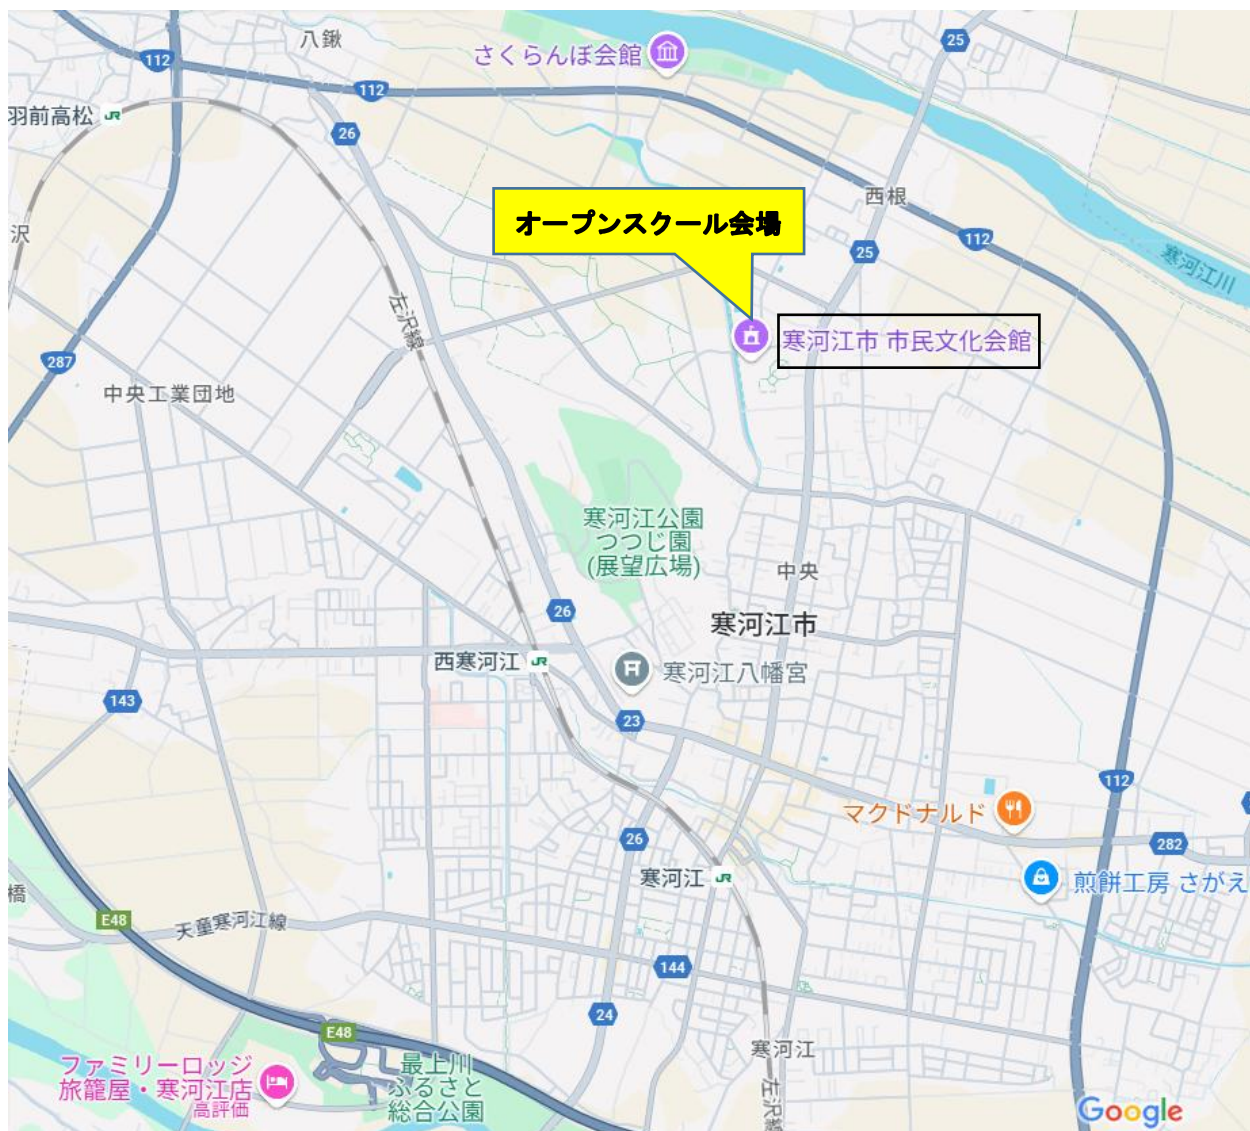 八鍬
さくらんぼ会館
25
112
112
羽前高松
JR
26
西根
オープンスクール会場
沢
25
112
寒河江川
左沢線
寒河江市 市民文化会館
287
中央工業団地
寒河江公園
つつじ園
(展望広場)
中央
26
寒河江市
西寒河江
JR
寒河江八幡宮
143
23
112
マクドナルド
26
282
寒河江
JR
煎餅工房 さがえ
橋
E48
天童寒河江線
144
24
E48
寒河江
ファミリーロッジ
旅籠屋・寒河江店
高評価
最上川
ふるさと
総合公園
左沢線
Google